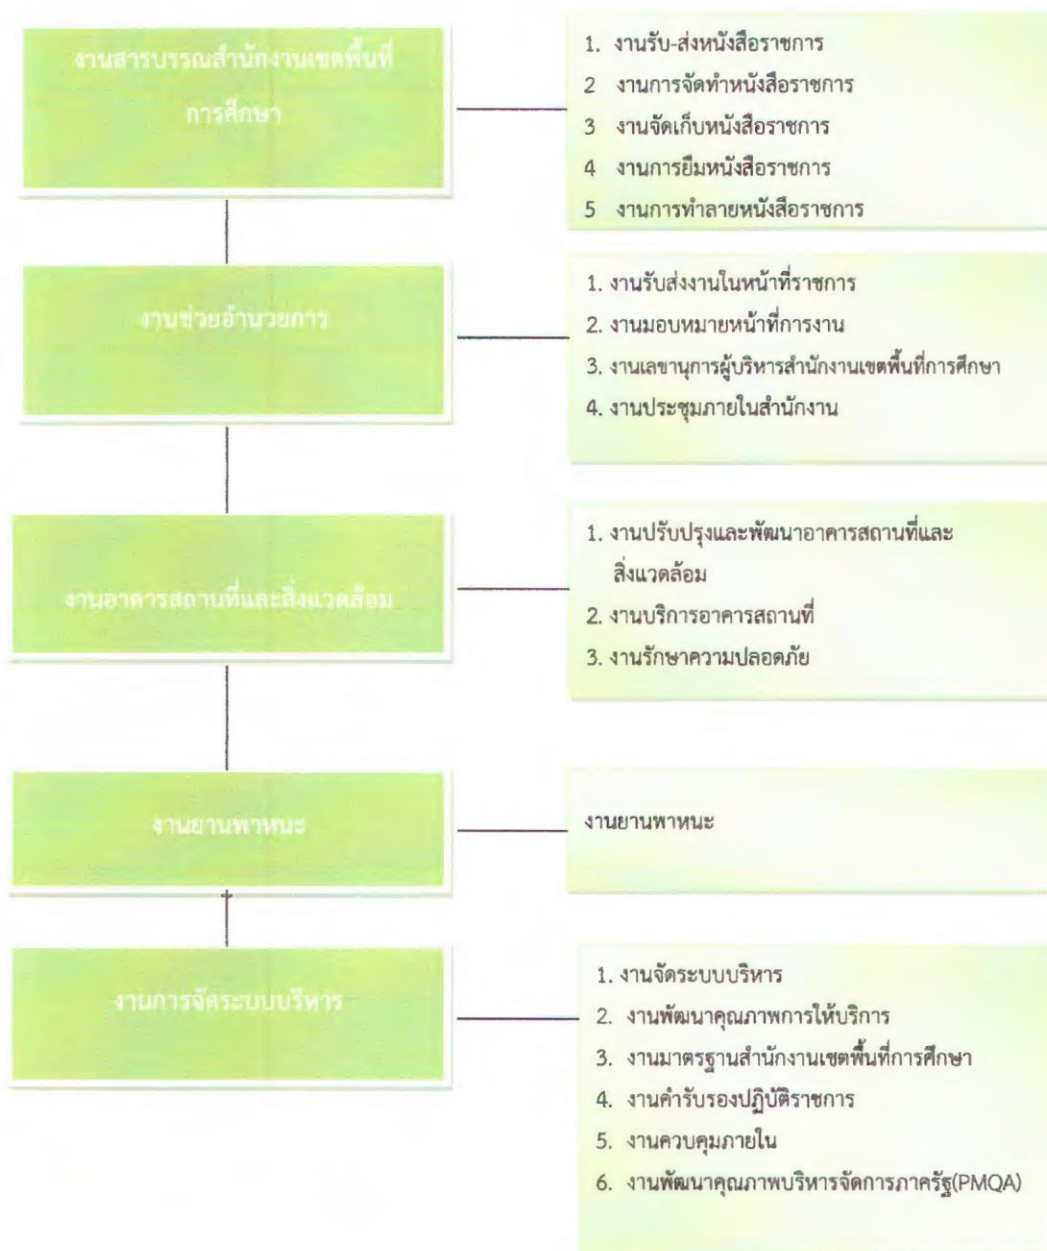 งานสารบรรณสำนักงานเขตพื้นที่
การศึกษา
1. งานรับ-ส่งหนังสือราชการ
2 งานการจัดทำหนังสือราชการ
3 งานจัดเก็บหนังสือราชการ
4 งานการยืมหนังสือราชการ
5 งานการทำลายหนังสือราชการ
งานช่วยอำนวยการ
1. งานรับส่งงานในหน้าที่ราชการ
2. งานมอบหมายหน้าที่การงาน
3. งานเลขานุการผู้บริหารสำนักงานเขตพื้นที่การศึกษา
4. งานประชุมภายในสำนักงาน
งานอาคารสถานที่และสิ่งแวดล้อม
1. งานปรับปรุงและพัฒนาอาคารสถานที่และ
สิ่งแวดล้อม
2. งานบริการอาคารสถานที่
3. งานรักษาความปลอดภัย
งานยานพาหนะ
งานยานพาหนะ
งานการจัดระบบบริหาร
1. งานจัดระบบบริหาร
2. งานพัฒนาคุณภาพการให้บริการ
3. งานมาตรฐานสำนักงานเขตพื้นที่การศึกษา
4. งานคำรับรองปฏิบัติราชการ
5. งานควบคุมภายใน
6. งานพัฒนาคุณภาพบริหารจัดการภาครัฐ(PMQA)